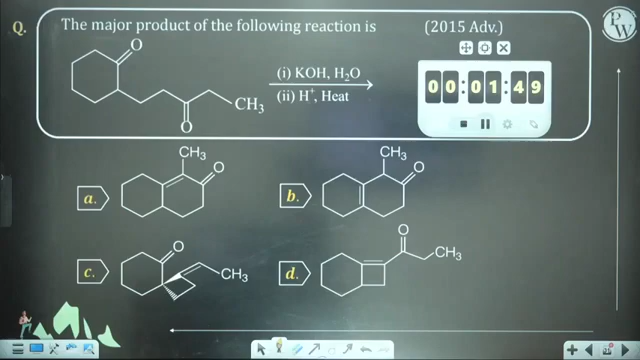 Q. The major product of the following reaction is (2015 Adv.)
O
(i) KOH, H₂O
(ii) H⁺, Heat
CH₃
O
00:01:49
a. CH₃ O
b. CH₃ O
c. O CH₃
d. O CH₃